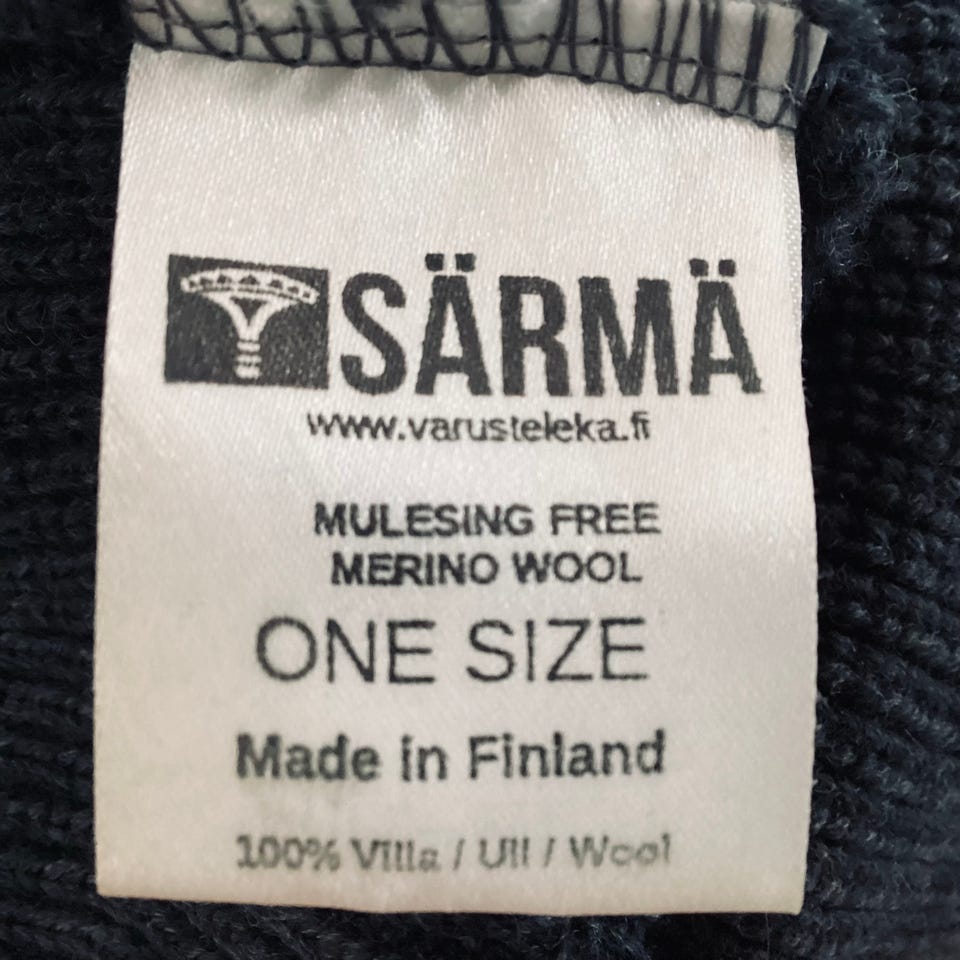 SÄRMÄ
www.varusteleka.fi
MULESING FREE
MERINO WOOL
ONE SIZE
Made in Finland
100% Villa / Ull / Wool